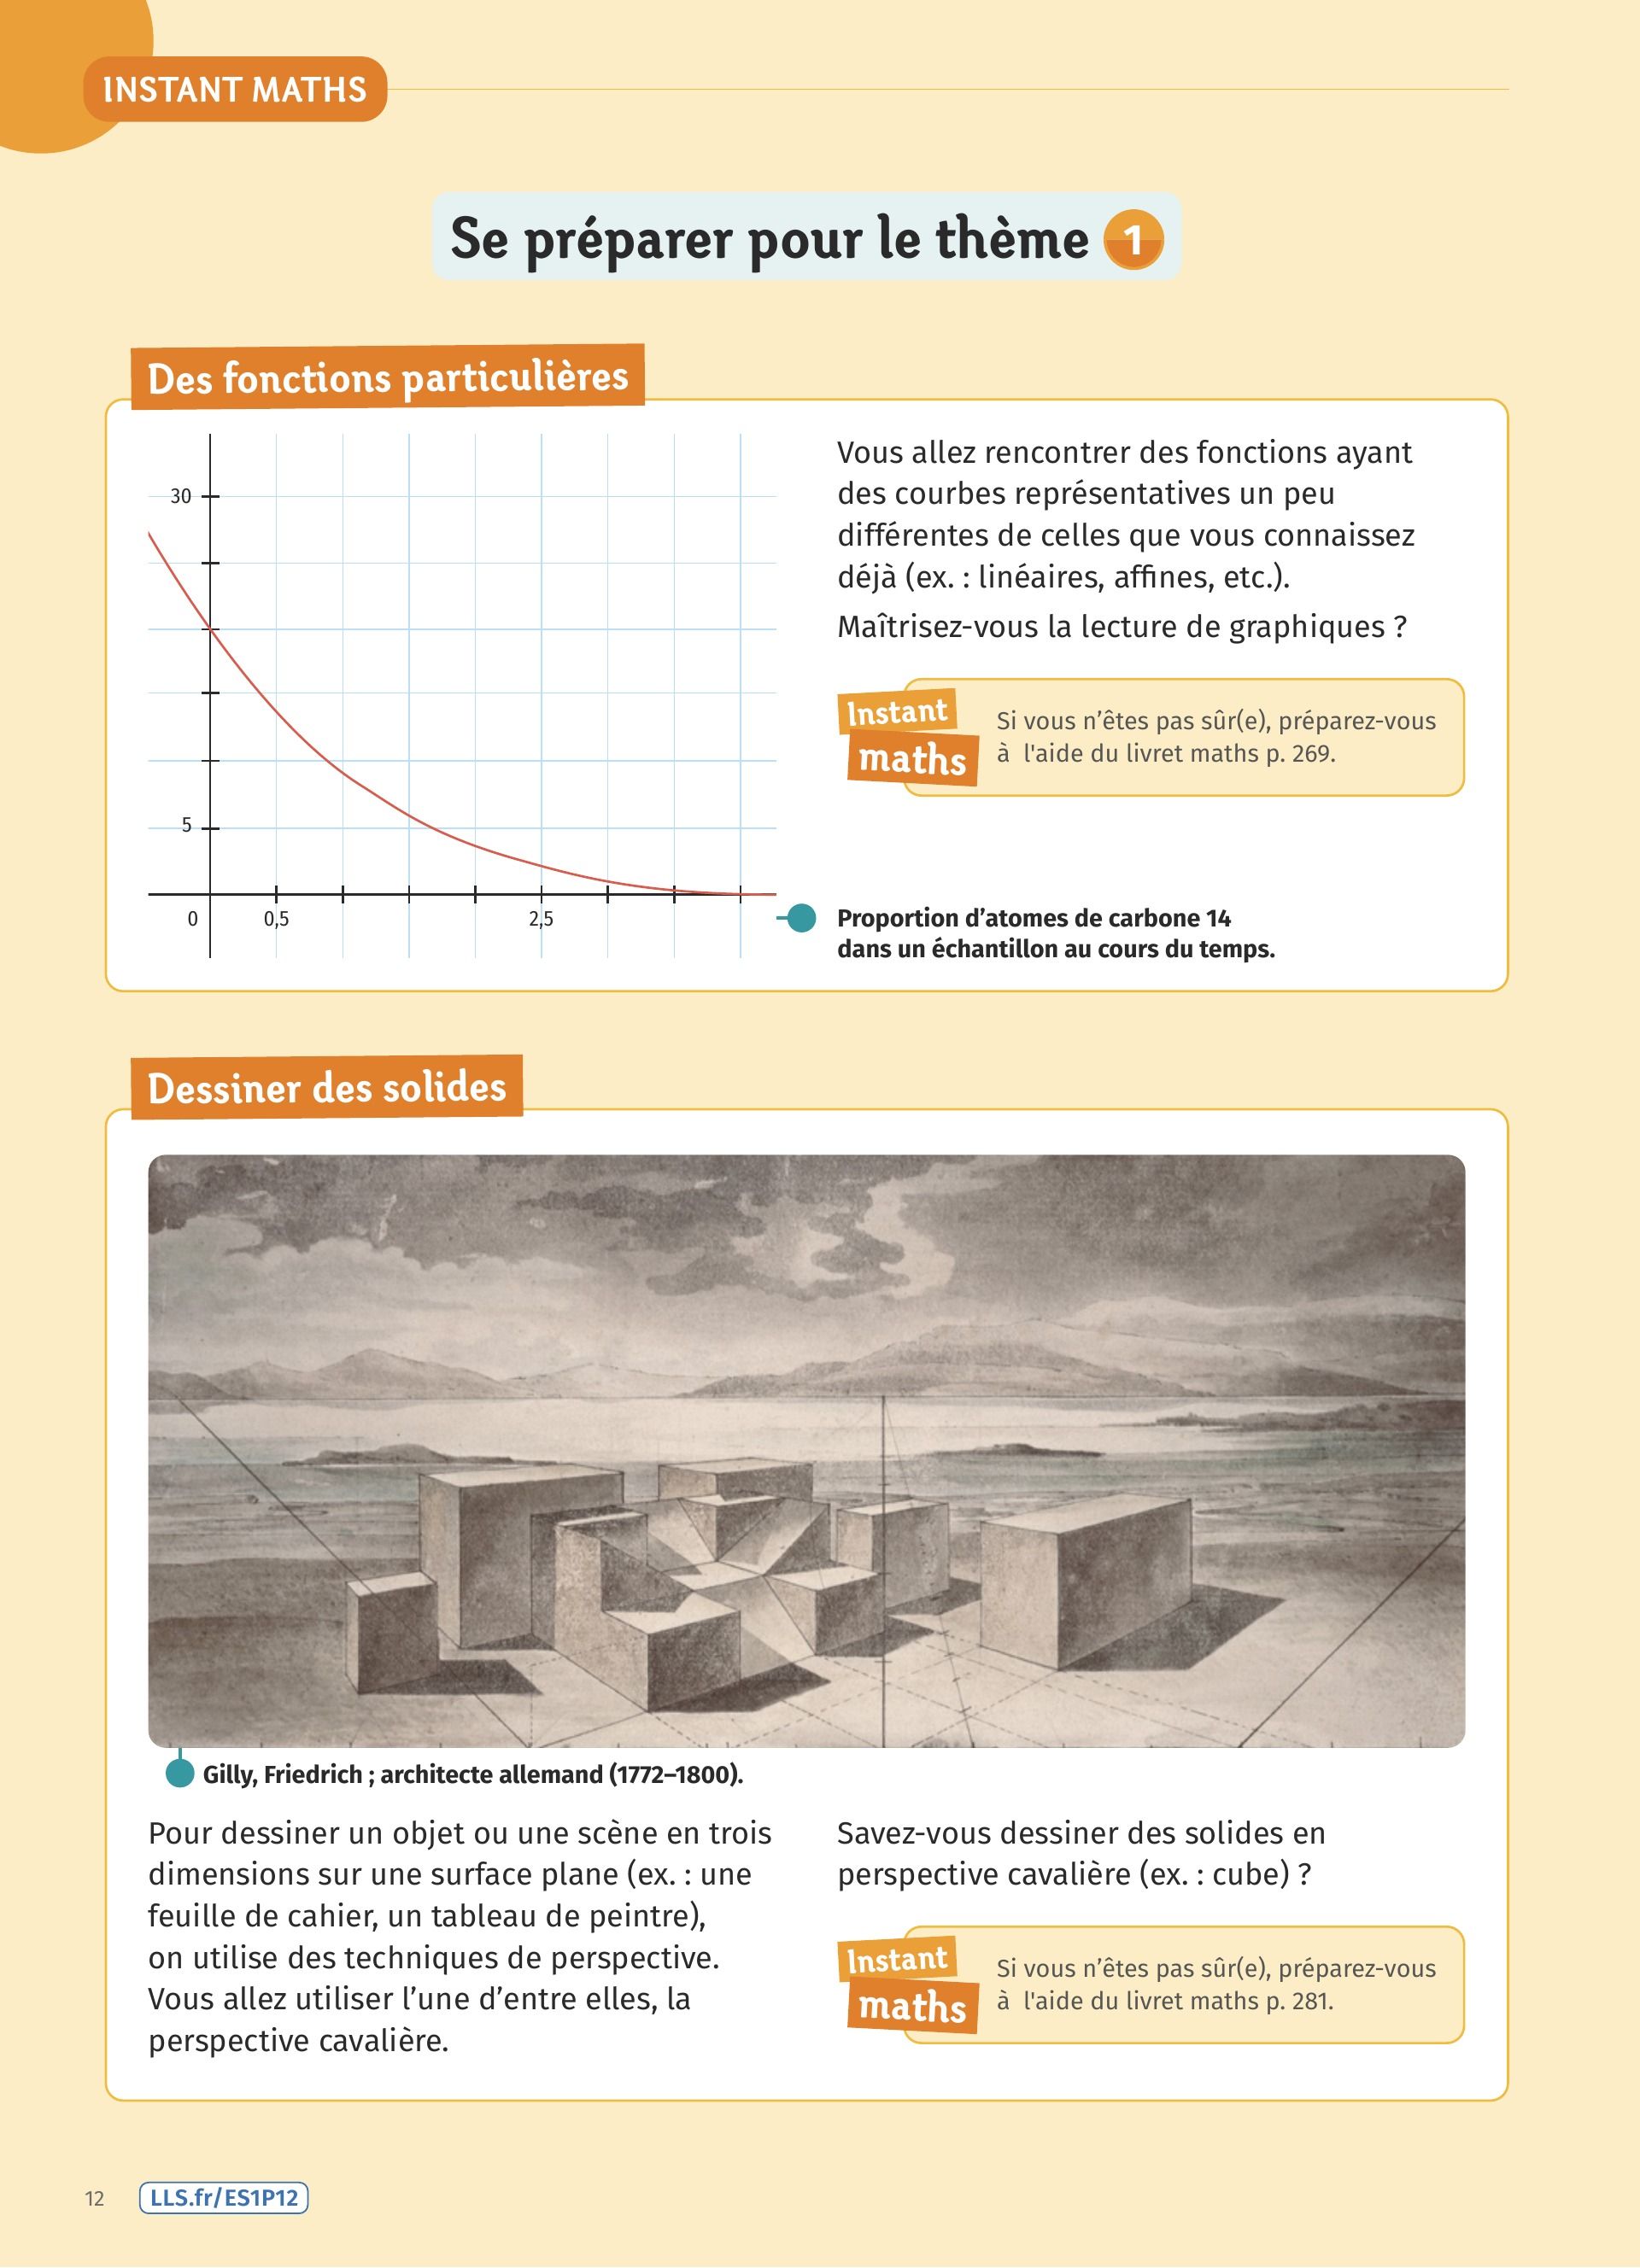 INSTANT MATHS
Se préparer pour le thème 1
Des fonctions particulières
30
5
0
0,5
2,5
Vous allez rencontrer des fonctions ayant
des courbes représentatives un peu
différentes de celles que vous connaissez
déjà (ex. : linéaires, affines, etc.).
Maîtrisez-vous la lecture de graphiques ?
Instant
maths
Si vous n’êtes pas sûr(e), préparez-vous
à  l'aide du livret maths p. 269.
Proportion d’atomes de carbone 14
dans un échantillon au cours du temps.
Dessiner des solides
Gilly, Friedrich ; architecte allemand (1772–1800).
Pour dessiner un objet ou une scène en trois
dimensions sur une surface plane (ex. : une
feuille de cahier, un tableau de peintre),
on utilise des techniques de perspective.
Vous allez utiliser l’une d’entre elles, la
perspective cavalière.
Savez-vous dessiner des solides en
perspective cavalière (ex. : cube) ?
Instant
maths
Si vous n’êtes pas sûr(e), préparez-vous
à  l'aide du livret maths p. 281.
12
LLS.fr/ES1P12